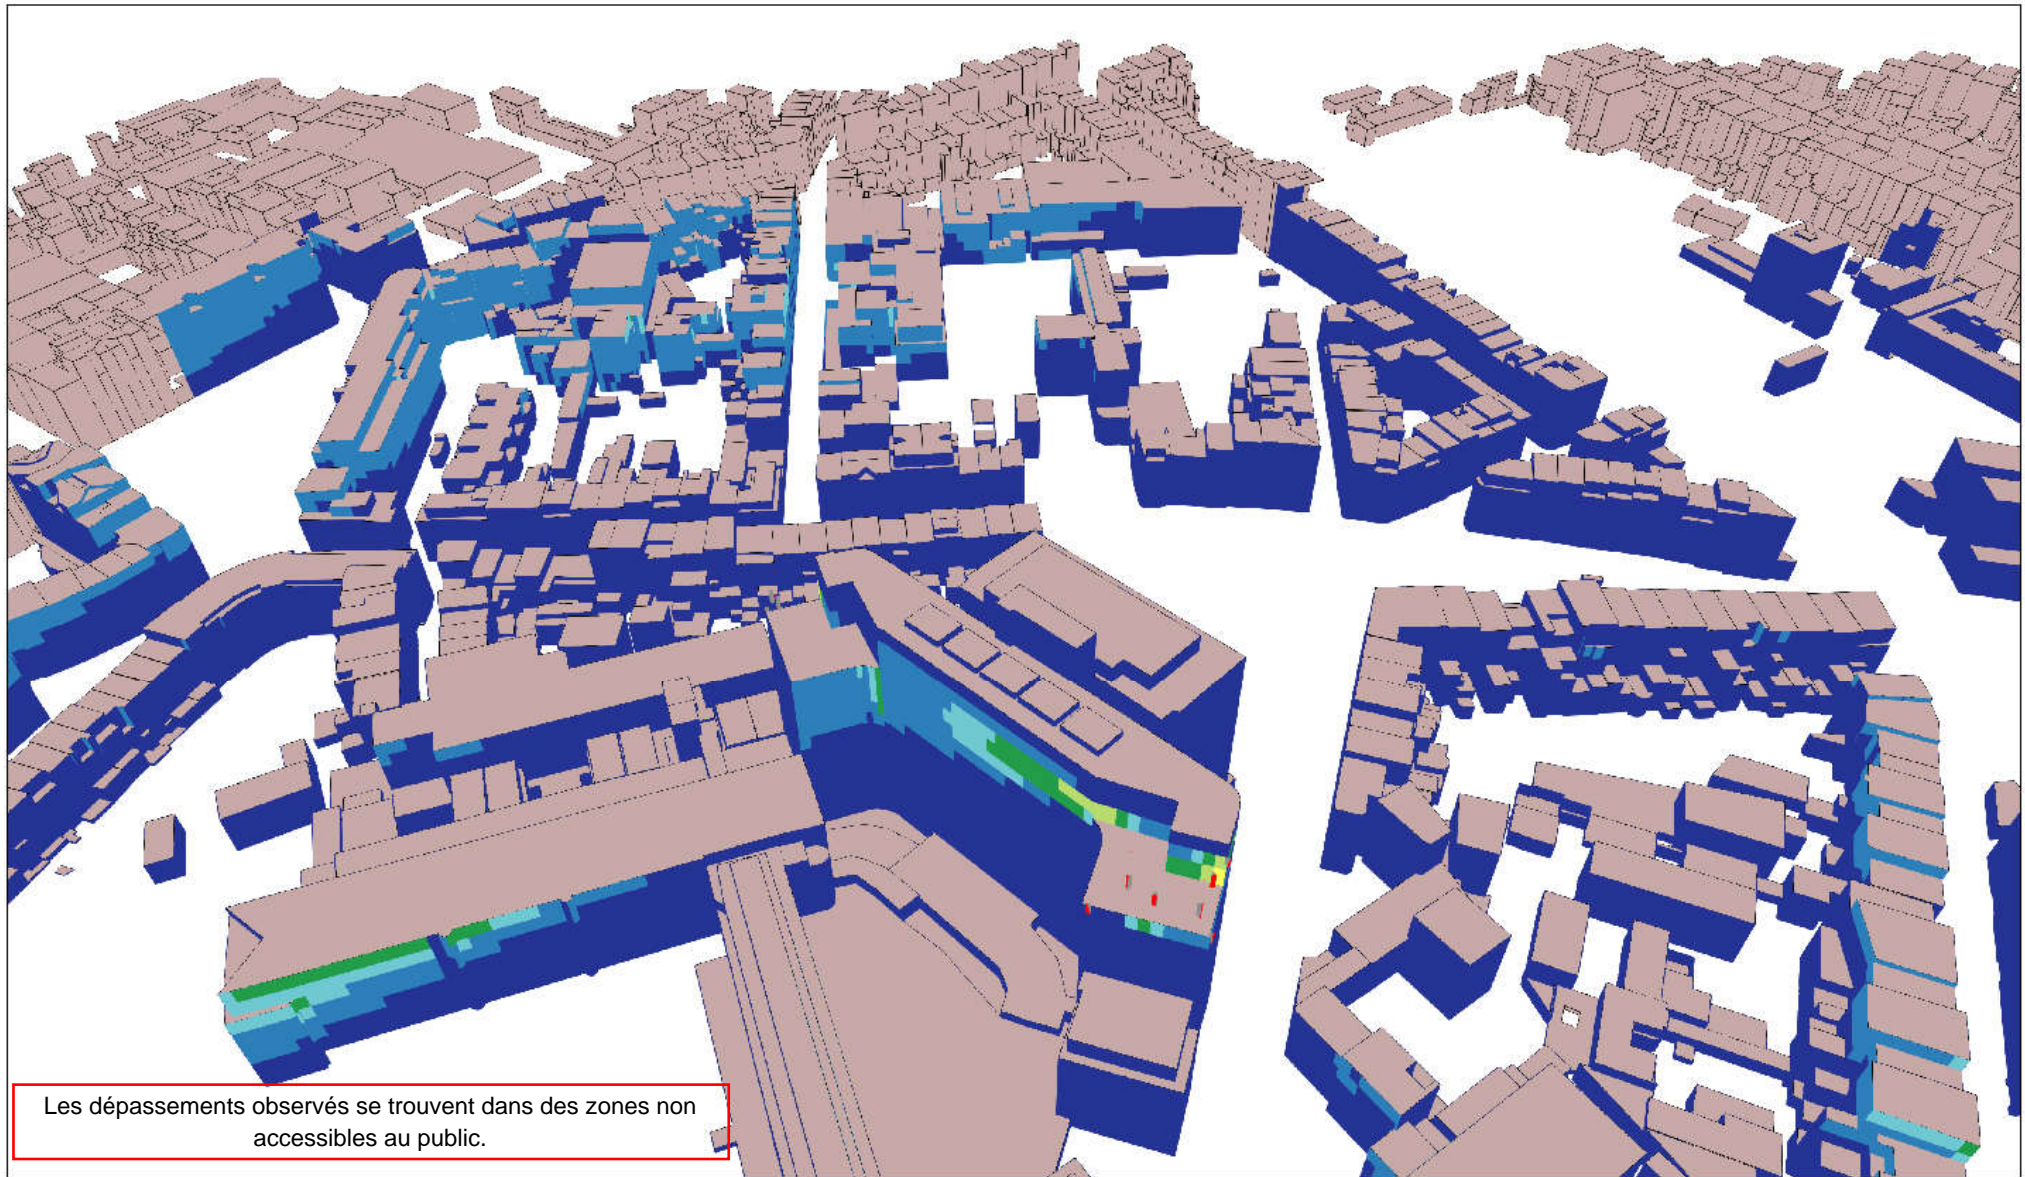 Les dépassements observés se trouvent dans des zones non
accessibles au public.